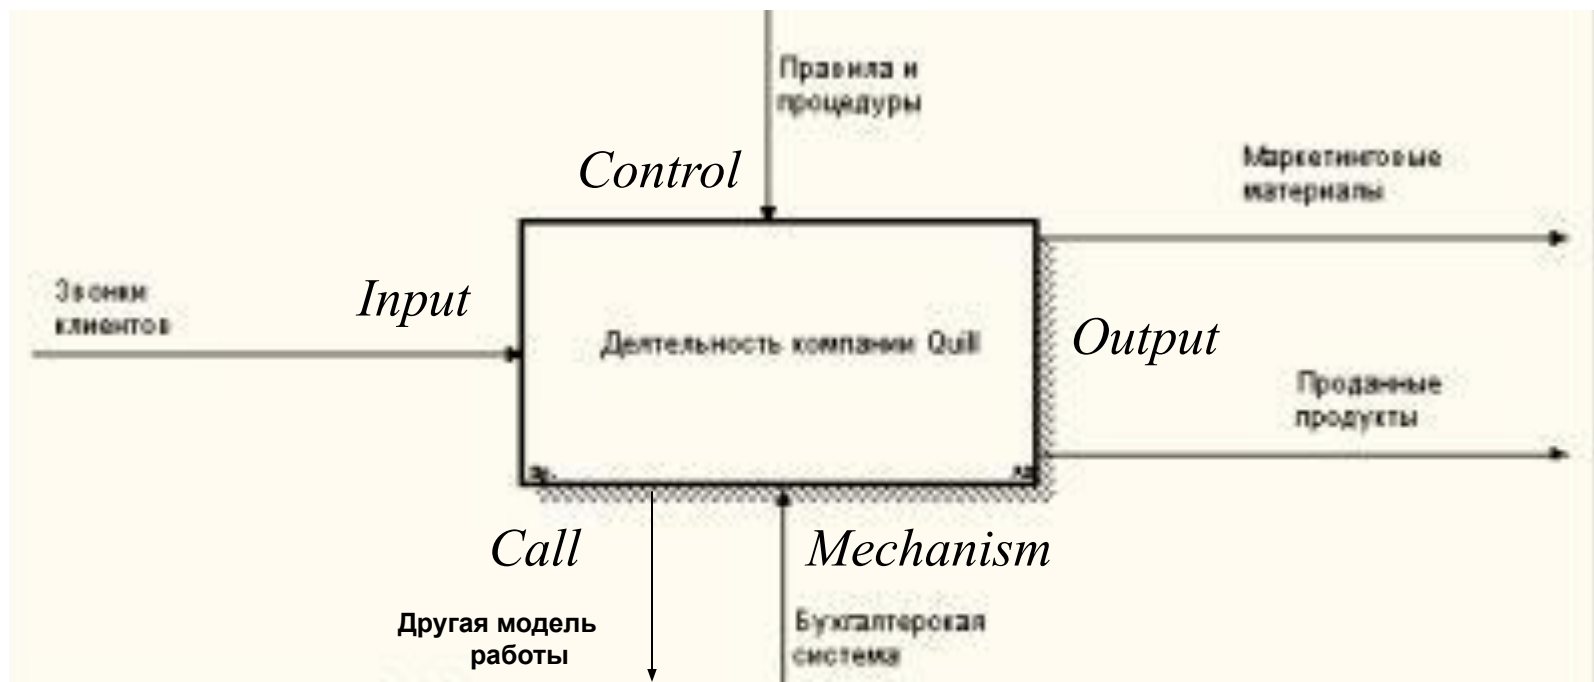 Правила и
процедуры
Control
Маркетинговые
материалы
Звонки
клиентов
Input
Деятельность компании Quill
Output
Проданные
продукты
Call
Mechanism
Другая модель
работы
Бухгалтерская
система